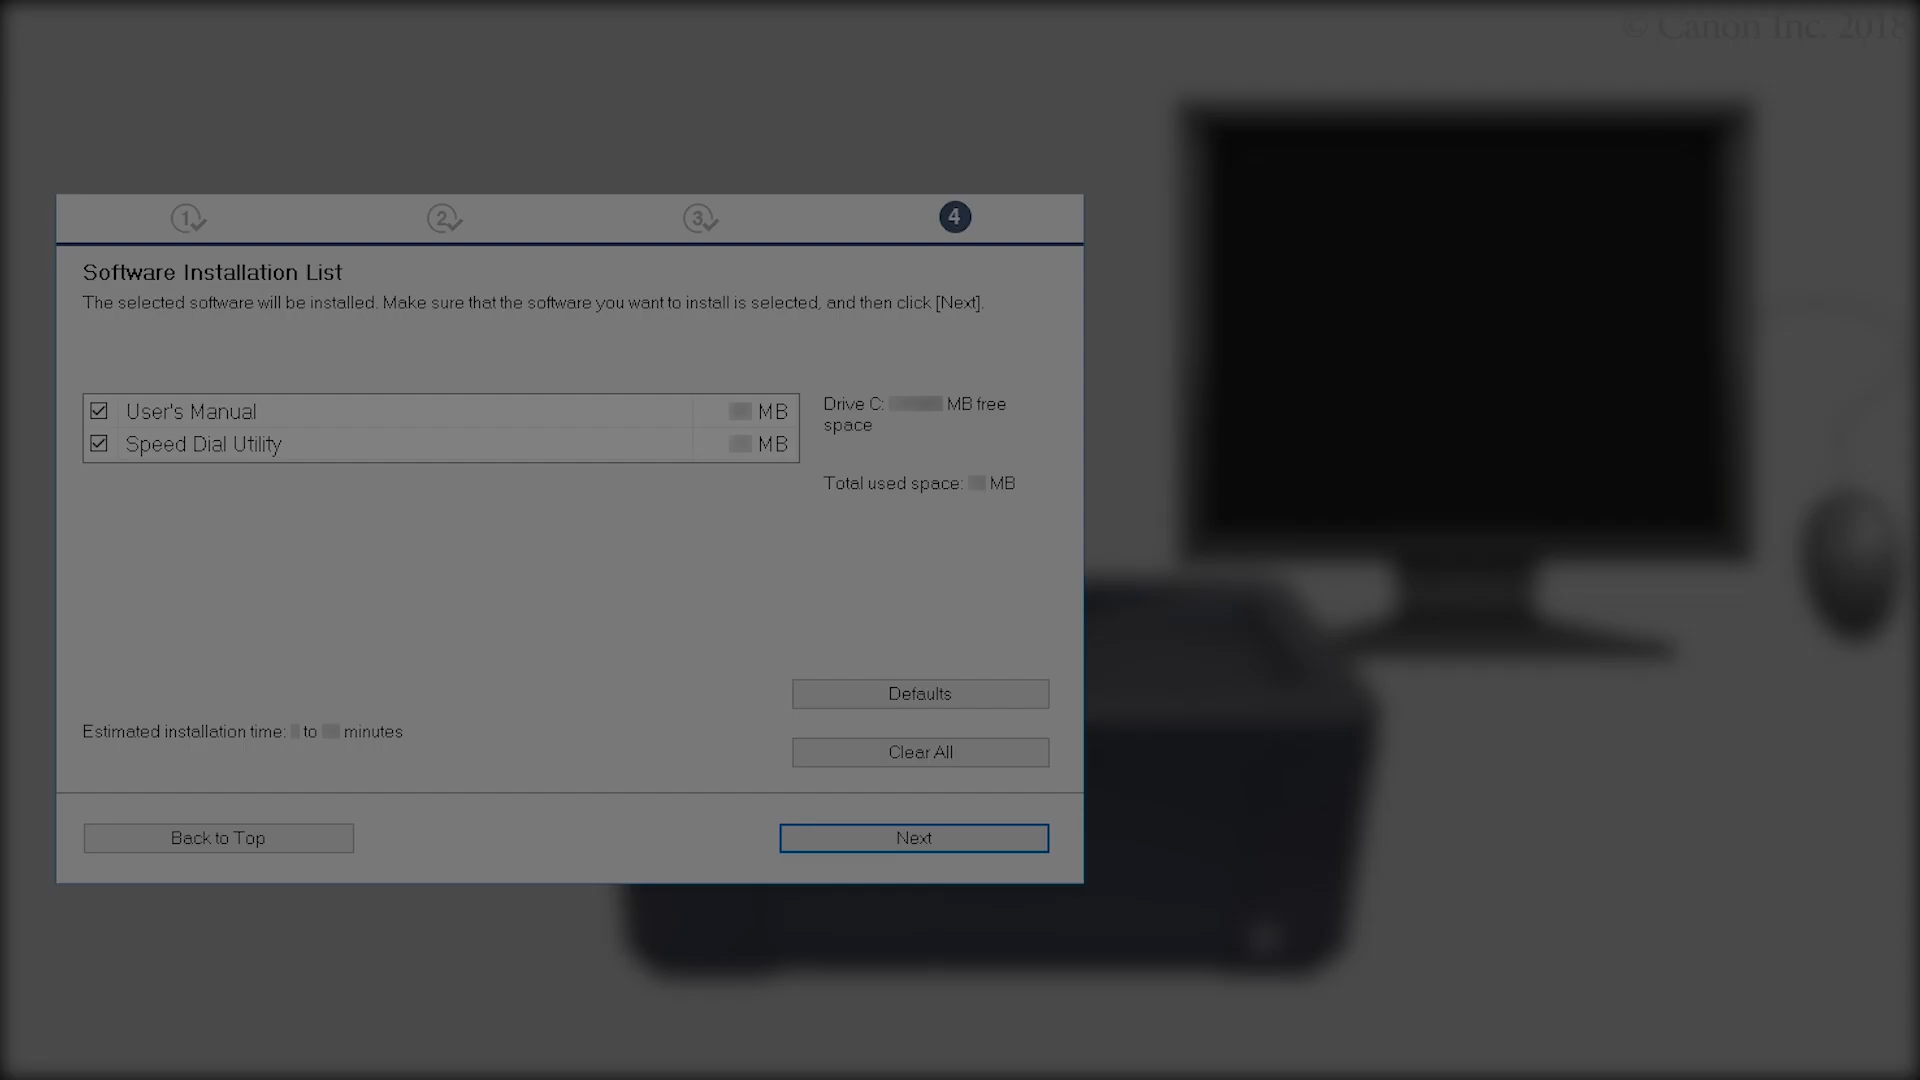 © Canon Inc. 2018
1 2 3 4
Software Installation List
The selected software will be installed. Make sure that the software you want to install is selected, and then click [Next].
User's Manual MB
Speed Dial Utility MB
Drive C: MB free
space
Total used space: MB
Defaults
Estimated installation time: to minutes
Clear All
Back to Top
Next